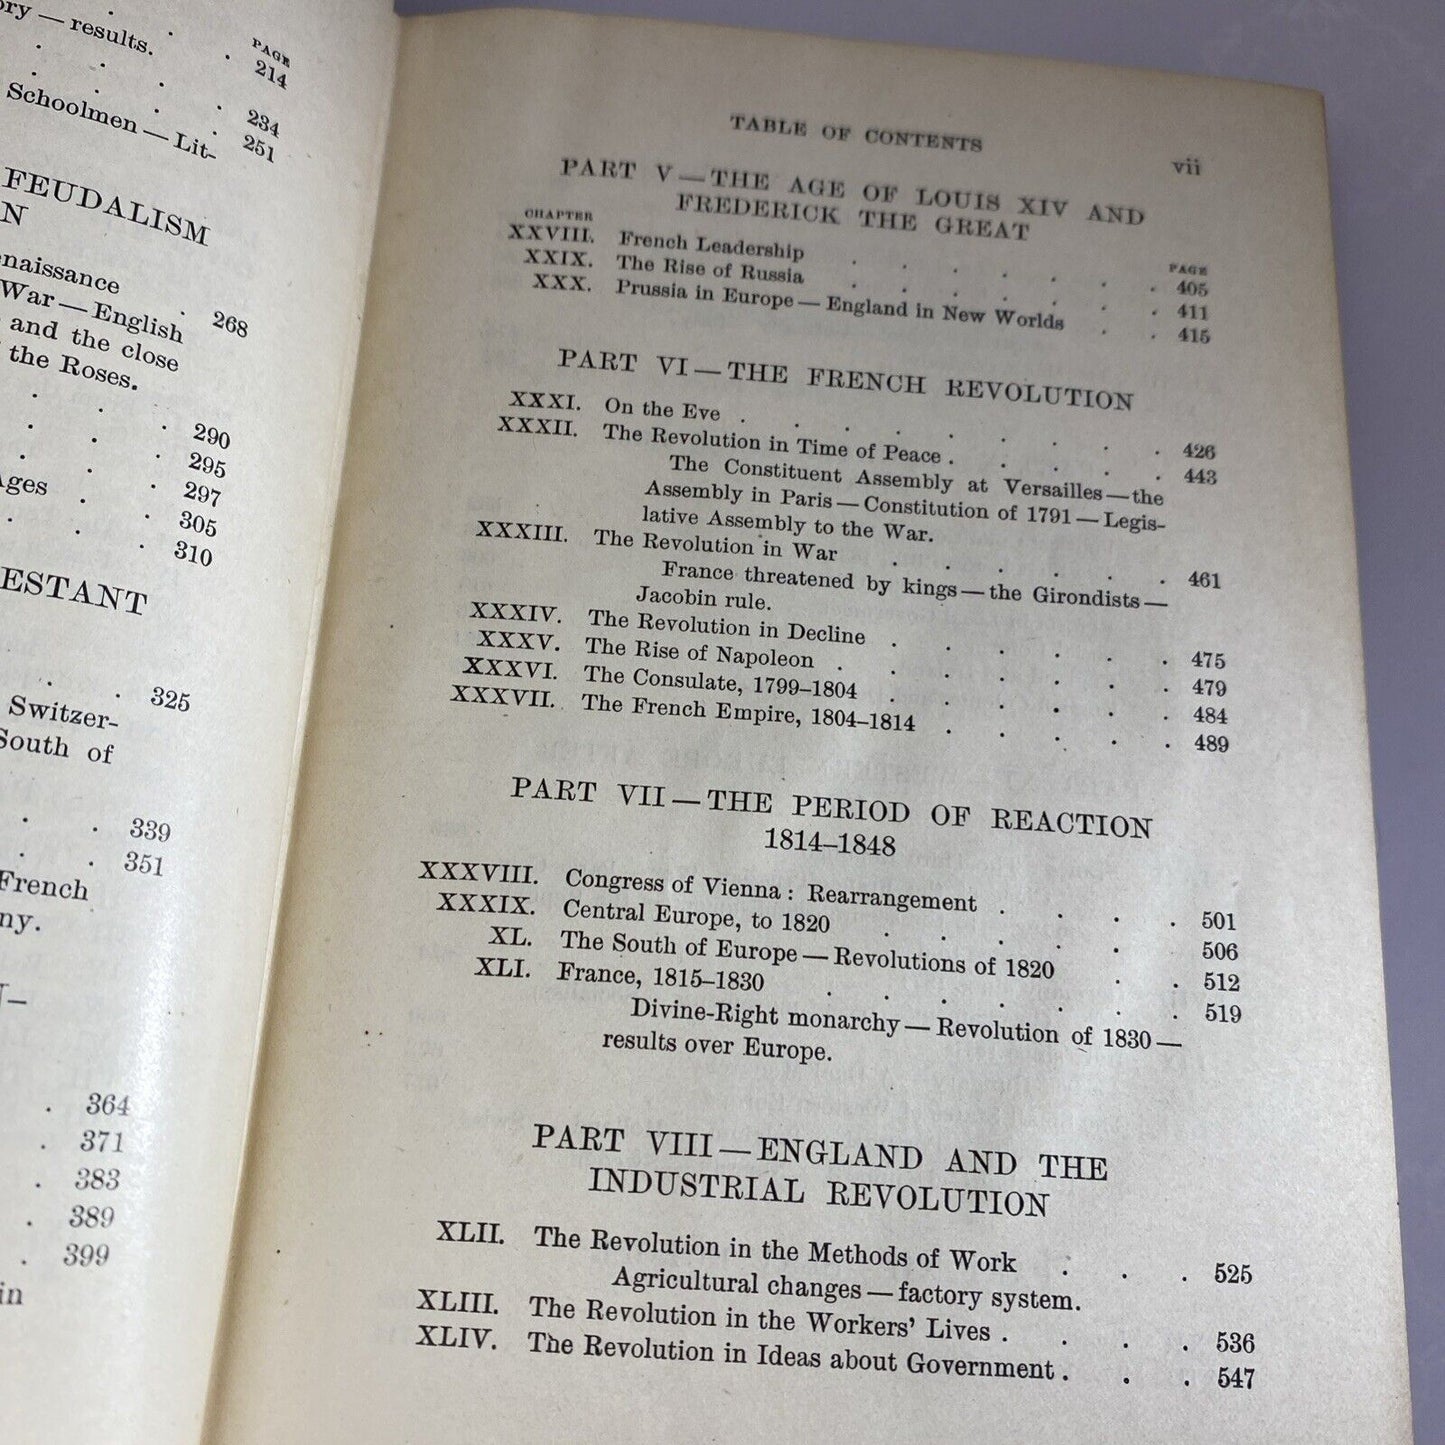 ory — results.
PAGE
. 214
. 234
. 251
Schoolmen — Lit-
FEUDALISM
N
enaissance . 268
War — English
and the close
the Roses.
. 290
. 295
. 297
Ages . . 305
. 310
ESTANT
. 325
Switzer-
South of
. 339
. 351
French
ny.
. 364
. 371
. 383
. 389
. 399
in
TABLE OF CONTENTS vii
PART V — THE AGE OF LOUIS XIV AND
FREDERICK THE GREAT
CHAPTER PAGE
XXVIII. French Leadership . . . . . . . 405
XXIX. The Rise of Russia . . . . . . . 411
XXX. Prussia in Europe — England in New Worlds . . 415
PART VI — THE FRENCH REVOLUTION
XXXI. On the Eve . . . . . . . . . 426
XXXII. The Revolution in Time of Peace . . . . . 443
The Constituent Assembly at Versailles — the
Assembly in Paris — Constitution of 1791 — Legis-
lative Assembly to the War.
XXXIII. The Revolution in War . . . . . . 461
France threatened by kings — the Girondists —
Jacobin rule.
XXXIV. The Revolution in Decline . . . . . . 475
XXXV. The Rise of Napoleon . . . . . . . 479
XXXVI. The Consulate, 1799–1804 . . . . . . 484
XXXVII. The French Empire, 1804–1814 . . . . . 489
PART VII — THE PERIOD OF REACTION
1814–1848
XXXVIII. Congress of Vienna : Rearrangement . . . . 501
XXXIX. Central Europe, to 1820 . . . . . 506
XL. The South of Europe — Revolutions of 1820 . . 512
XLI. France, 1815–1830 . . . . . . . 519
Divine-Right monarchy — Revolution of 1830 —
results over Europe.
PART VIII — ENGLAND AND THE
INDUSTRIAL REVOLUTION
XLII. The Revolution in the Methods of Work . . . 525
Agricultural changes — factory system.
XLIII. The Revolution in the Workers' Lives . . . . 536
XLIV. The Revolution in Ideas about Government . . . 547